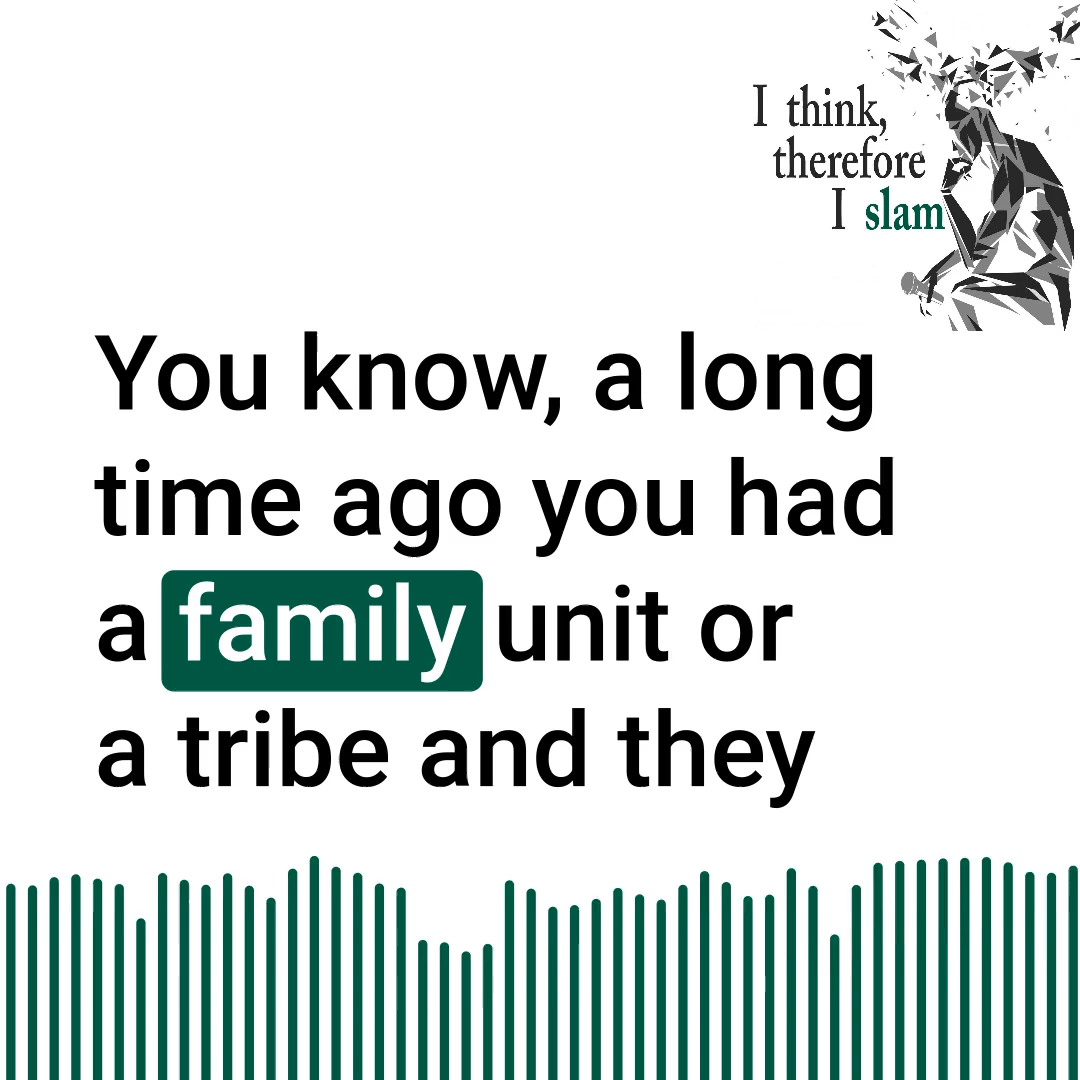 I think,
therefore
I slam
You know, a long
time ago you had
a family unit or
a tribe and they